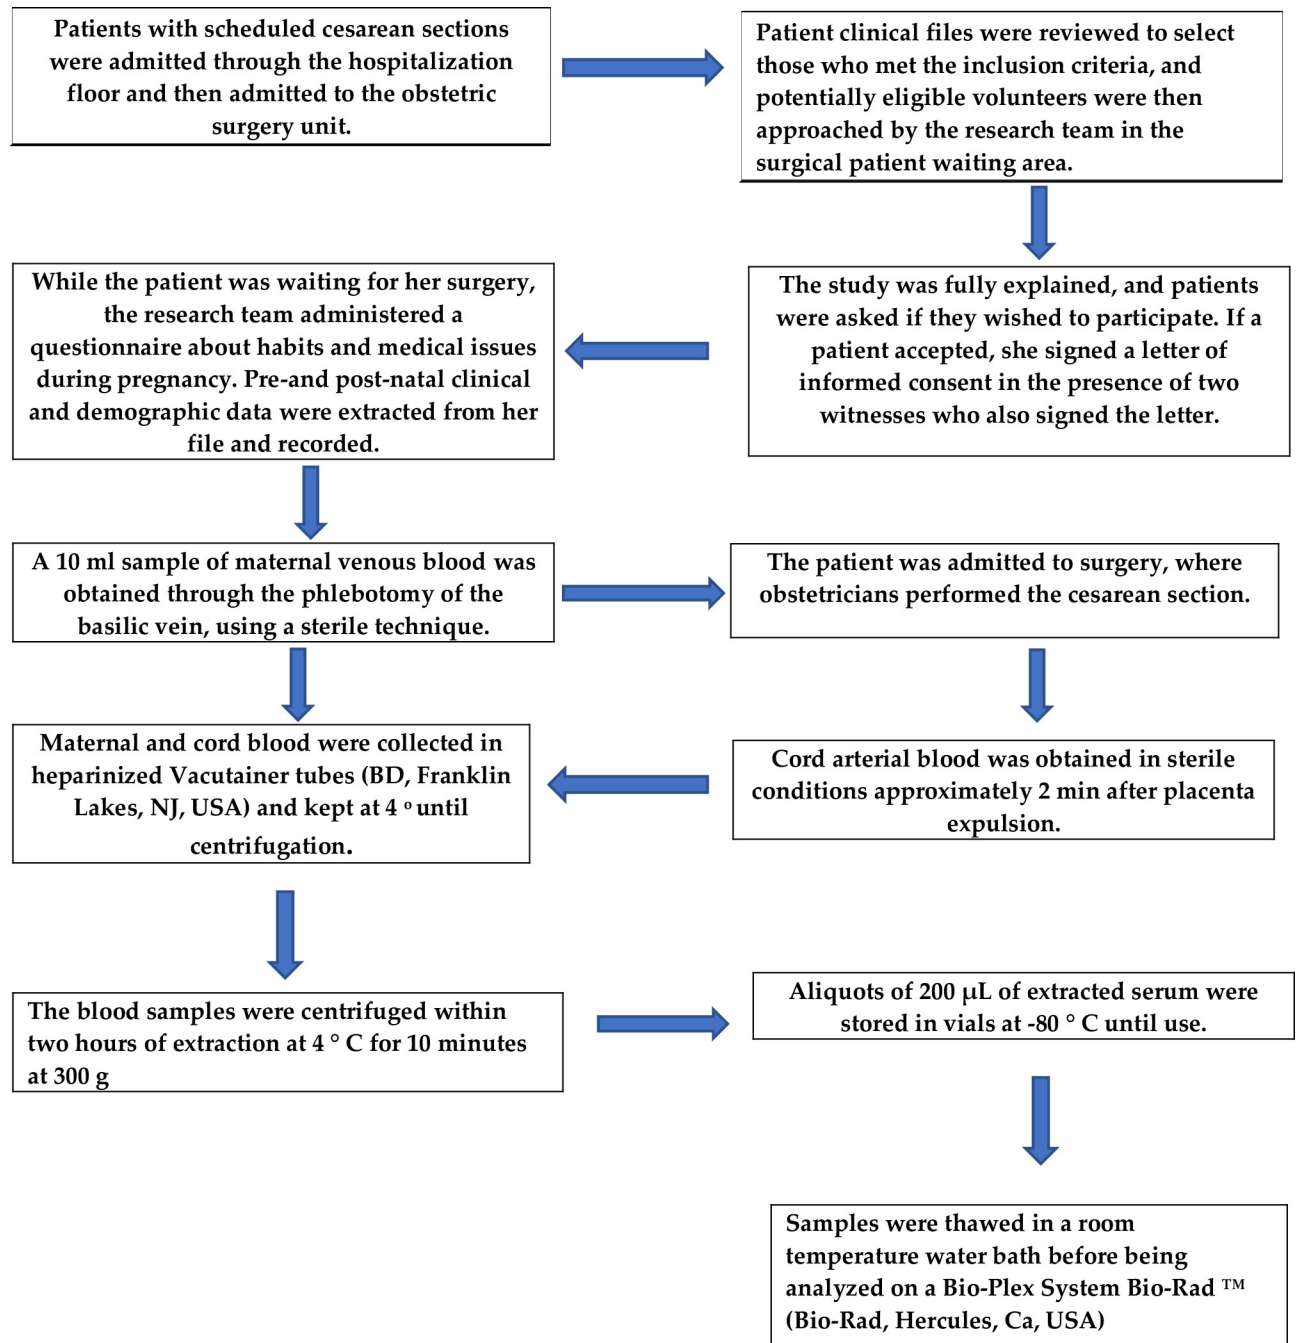 Patients with scheduled cesarean sections
were admitted through the hospitalization
floor and then admitted to the obstetric
surgery unit.
Patient clinical files were reviewed to select
those who met the inclusion criteria, and
potentially eligible volunteers were then
approached by the research team in the
surgical patient waiting area.
The study was fully explained, and patients
were asked if they wished to participate. If a
patient accepted, she signed a letter of
informed consent in the presence of two
witnesses who also signed the letter.
While the patient was waiting for her surgery,
the research team administered a
questionnaire about habits and medical issues
during pregnancy. Pre-and post-natal clinical
and demographic data were extracted from her
file and recorded.
A 10 ml sample of maternal venous blood was
obtained through the phlebotomy of the
basilic vein, using a sterile technique.
The patient was admitted to surgery, where
obstetricians performed the cesarean section.
Cord arterial blood was obtained in sterile
conditions approximately 2 min after placenta
expulsion.
Maternal and cord blood were collected in
heparinized Vacutainer tubes (BD, Franklin
Lakes, NJ, USA) and kept at 4 º until
centrifugation.
The blood samples were centrifuged within
two hours of extraction at 4 ° C for 10 minutes
at 300 g
Aliquots of 200 µL of extracted serum were
stored in vials at -80 ° C until use.
Samples were thawed in a room
temperature water bath before being
analyzed on a Bio-Plex System Bio-Rad ™
(Bio-Rad, Hercules, Ca, USA)